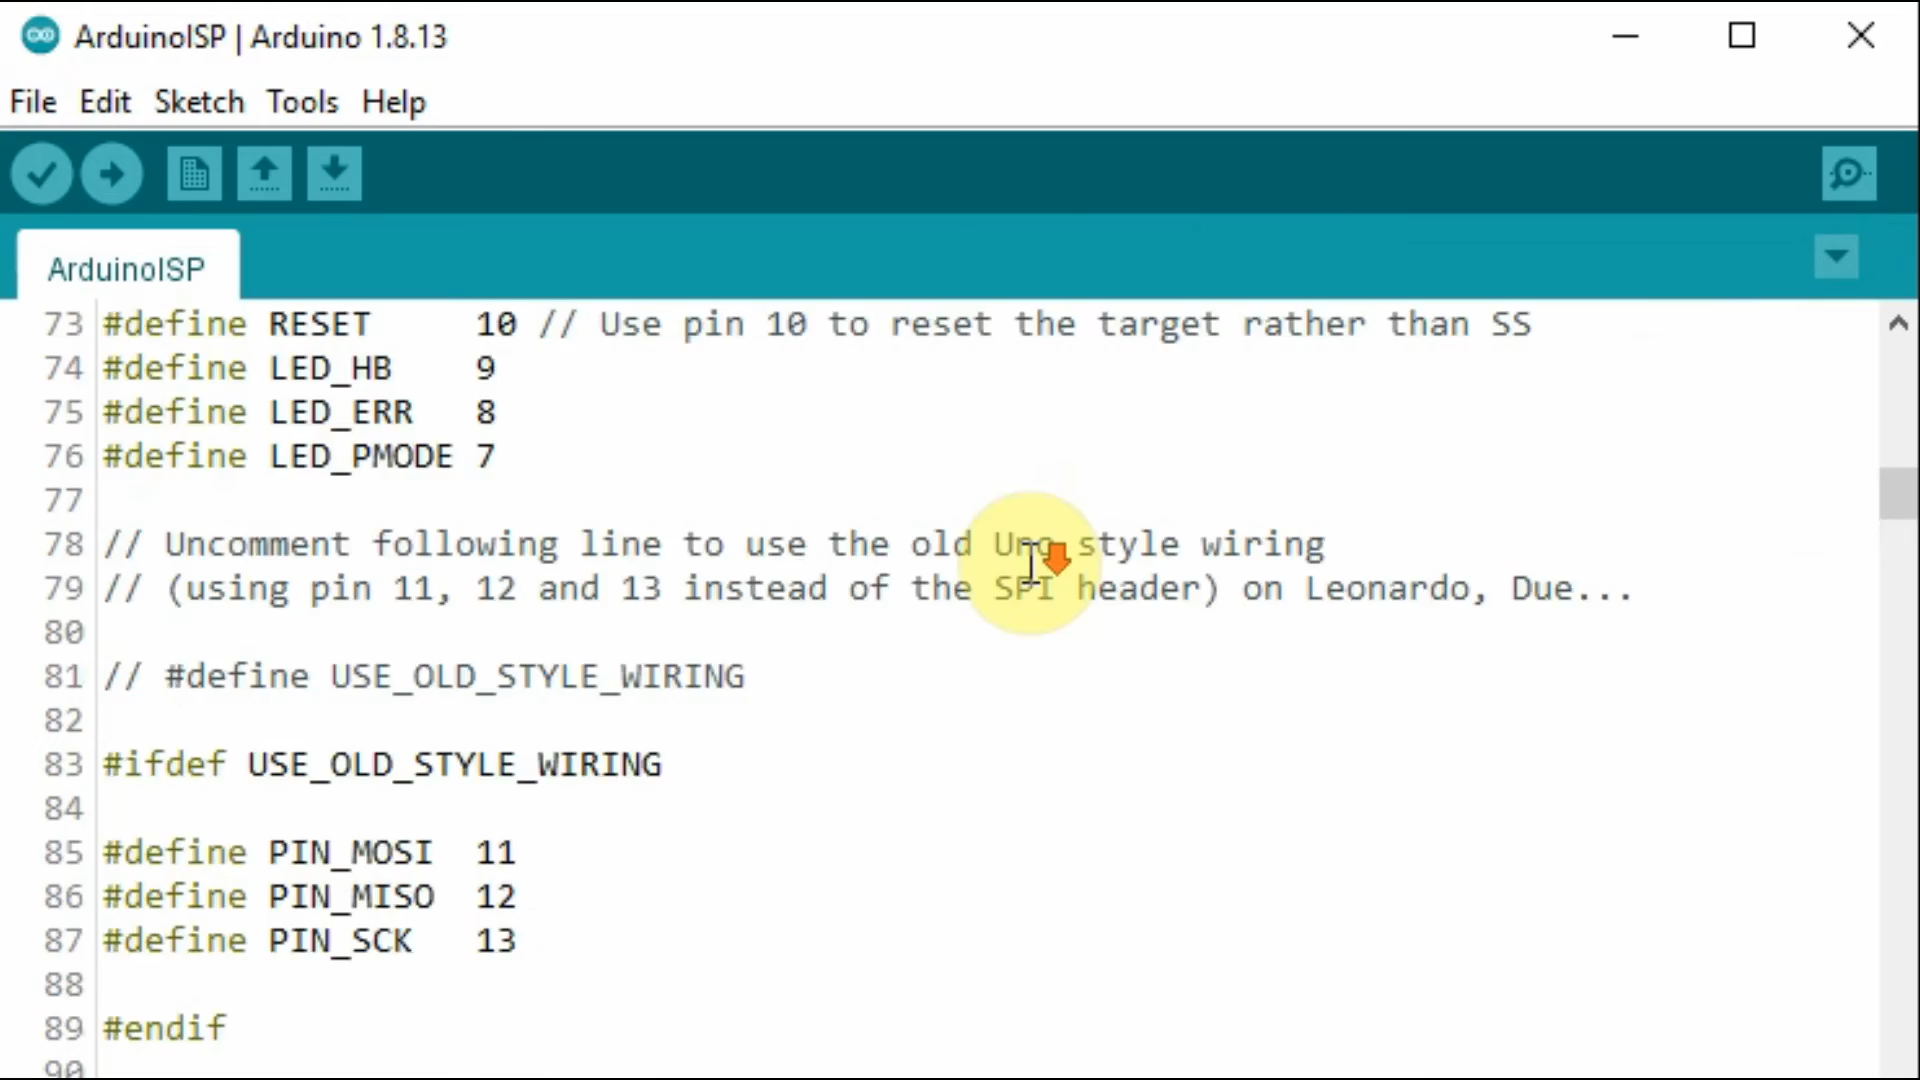 ArduinoISP | Arduino 1.8.13
File Edit Sketch Tools Help
ArduinoISP
73 #define RESET 10 // Use pin 10 to reset the target rather than SS
74 #define LED_HB 9
75 #define LED_ERR 8
76 #define LED_PMODE 7
77
78 // Uncomment following line to use the old Uno style wiring
79 // (using pin 11, 12 and 13 instead of the SPI header) on Leonardo, Due...
80
81 // #define USE_OLD_STYLE_WIRING
82
83 #ifdef USE_OLD_STYLE_WIRING
84
85 #define PIN_MOSI 11
86 #define PIN_MISO 12
87 #define PIN_SCK 13
88
89 #endif
90